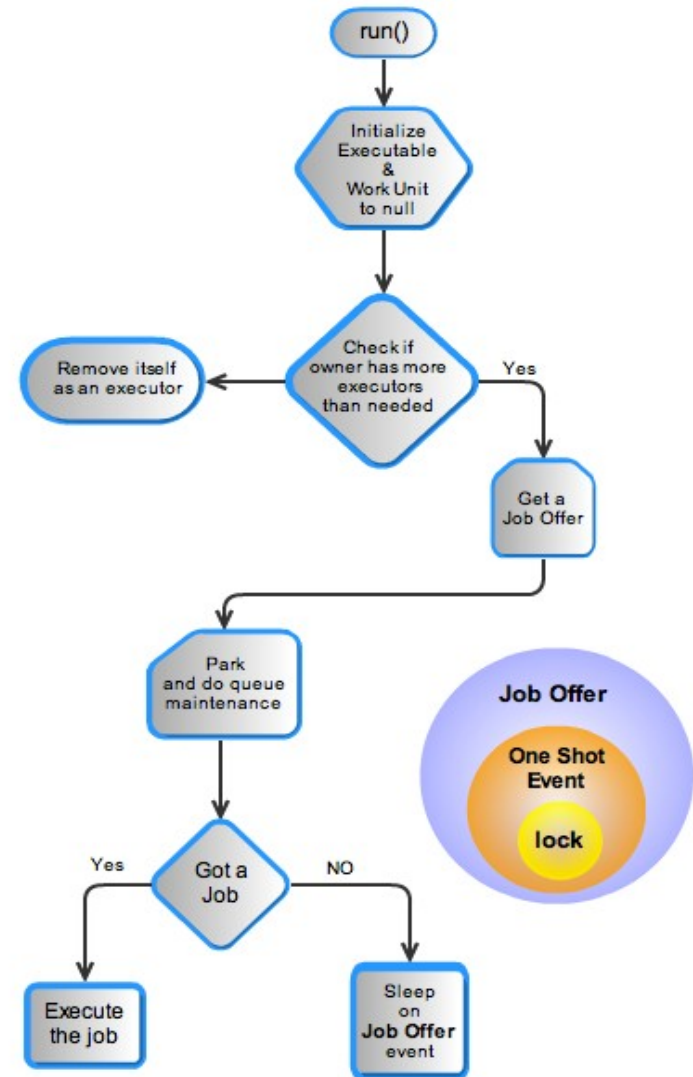 run()
Initialize
Executable
&
Work Unit
to null
Check if
owner has more
executors
than needed
Remove itself
as an executor
Yes
Get a
Job Offer
Park
and do queue
maintenance
Job Offer
One Shot
Event
lock
Got a
Job
Yes
NO
Execute
the job
Sleep
on
Job Offer
event